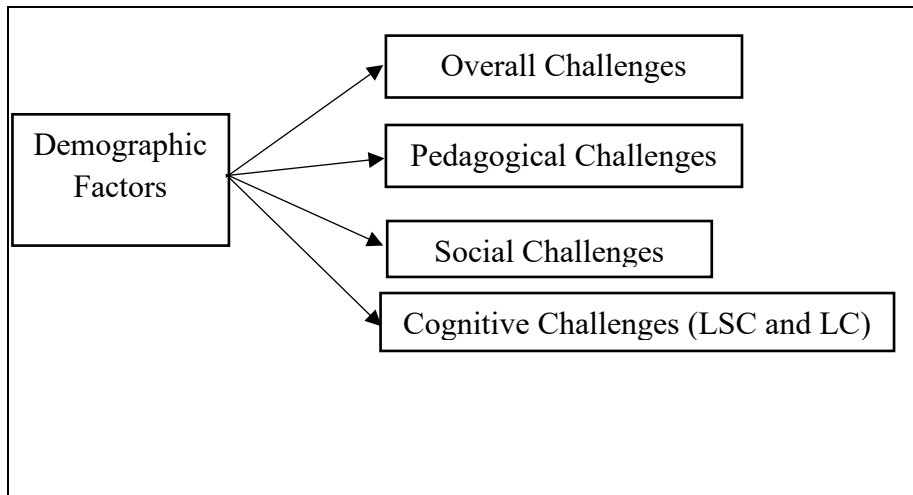 Demographic
Factors
Overall Challenges
Pedagogical Challenges
Social Challenges
Cognitive Challenges (LSC and LC)